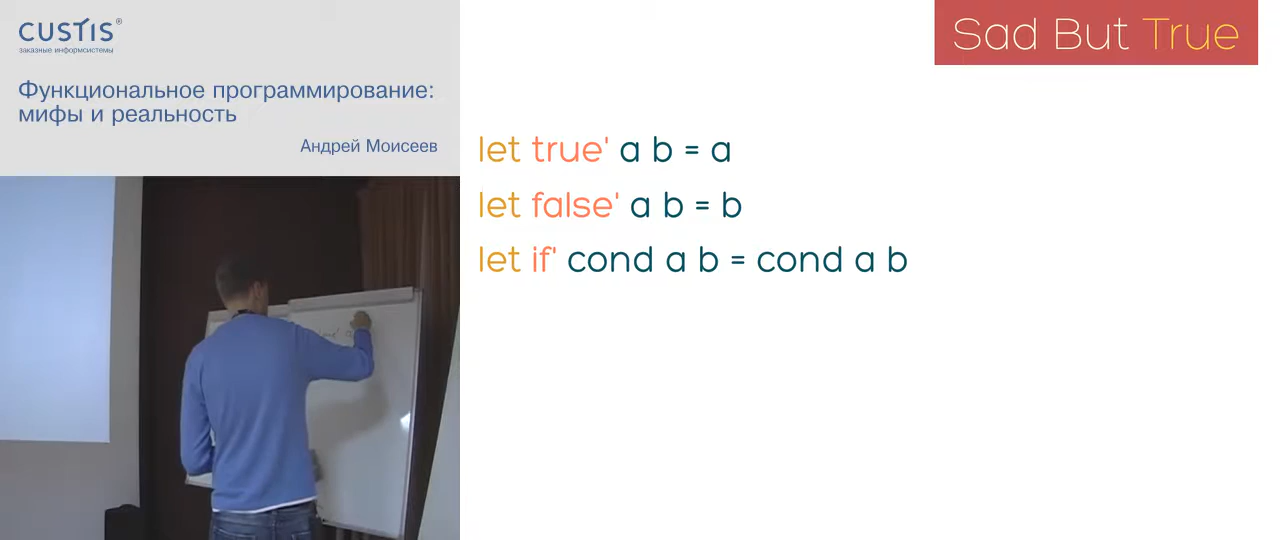 CUSTIS®
заказные информсистемы
Функциональное программирование:
мифы и реальность
Андрей Моисеев
Sad But True
let true' a b = a
let false' a b = b
let if' cond a b = cond a b